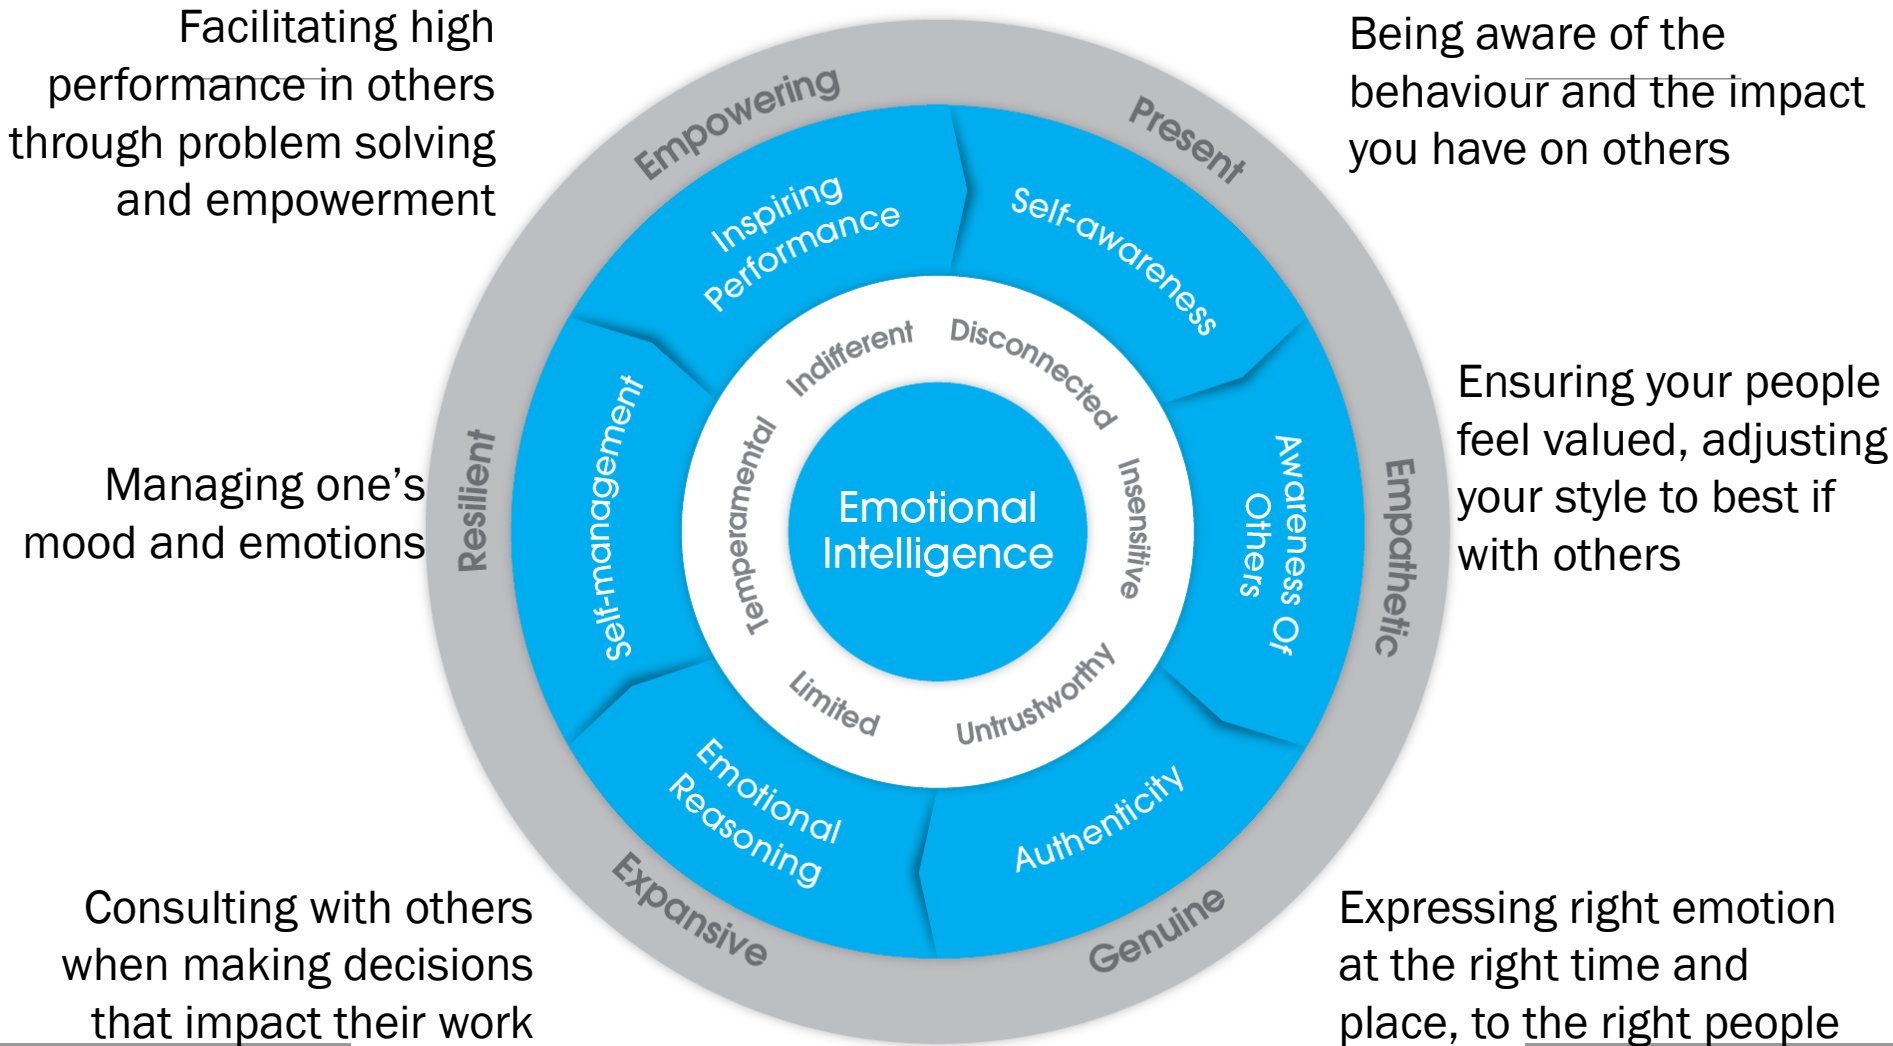 Facilitating high
performance in others
through problem solving
and empowerment
Being aware of the
behaviour and the impact
you have on others
Empowering
Present
Inspiring
Performance
Self-awareness
Indifferent
Disconnected
Ensuring your people
feel valued, adjusting
your style to best if
with others
Managing one’s
mood and emotions
Resilient
Self-management
Temperamental
Emotional
Intelligence
Insensitive
Awareness Of
Others
Empathetic
Limited
Untrustworthy
Emotional
Reasoning
Authenticity
Expansive
Genuine
Consulting with others
when making decisions
that impact their work
Expressing right emotion
at the right time and
place, to the right people